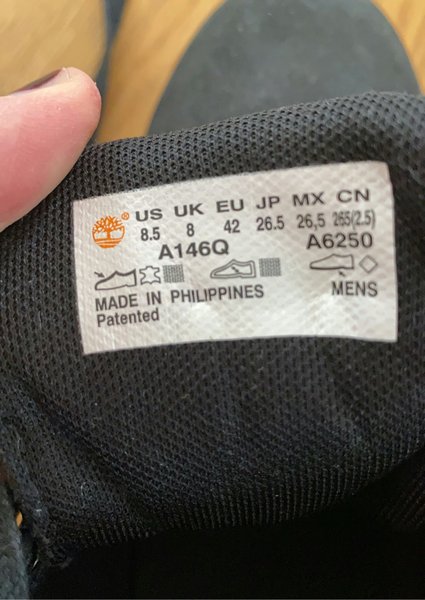 ® US UK EU JP MX CN
8.5 8 42 26.5 26,5 265(2.5)
A146Q A6250
MADE IN PHILIPPINES MENS
Patented